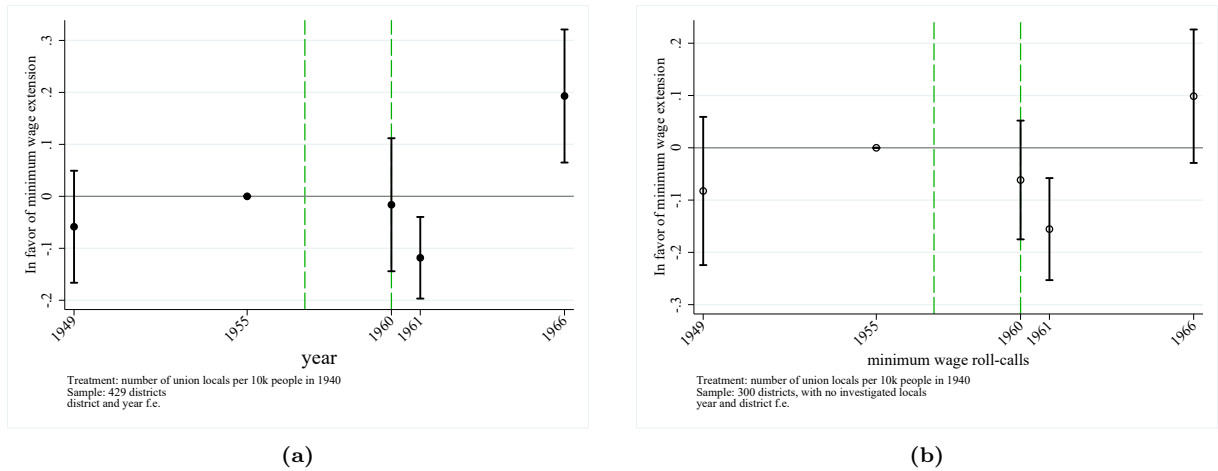 In favor of minimum wage extension
.3
.2
.1
0
-.1
-.2
1949
1955
1960
1961
1966
year
Treatment: number of union locals per 10k people in 1940
Sample: 429 districts
district and year f.e.
(a)
In favor of minimum wage extension
.2
.1
0
-.1
-.2
-.3
1949
1955
1960
1961
1966
minimum wage roll-calls
Treatment: number of union locals per 10k people in 1940
Sample: 300 districts, with no investigated locals
year and district f.e.
(b)